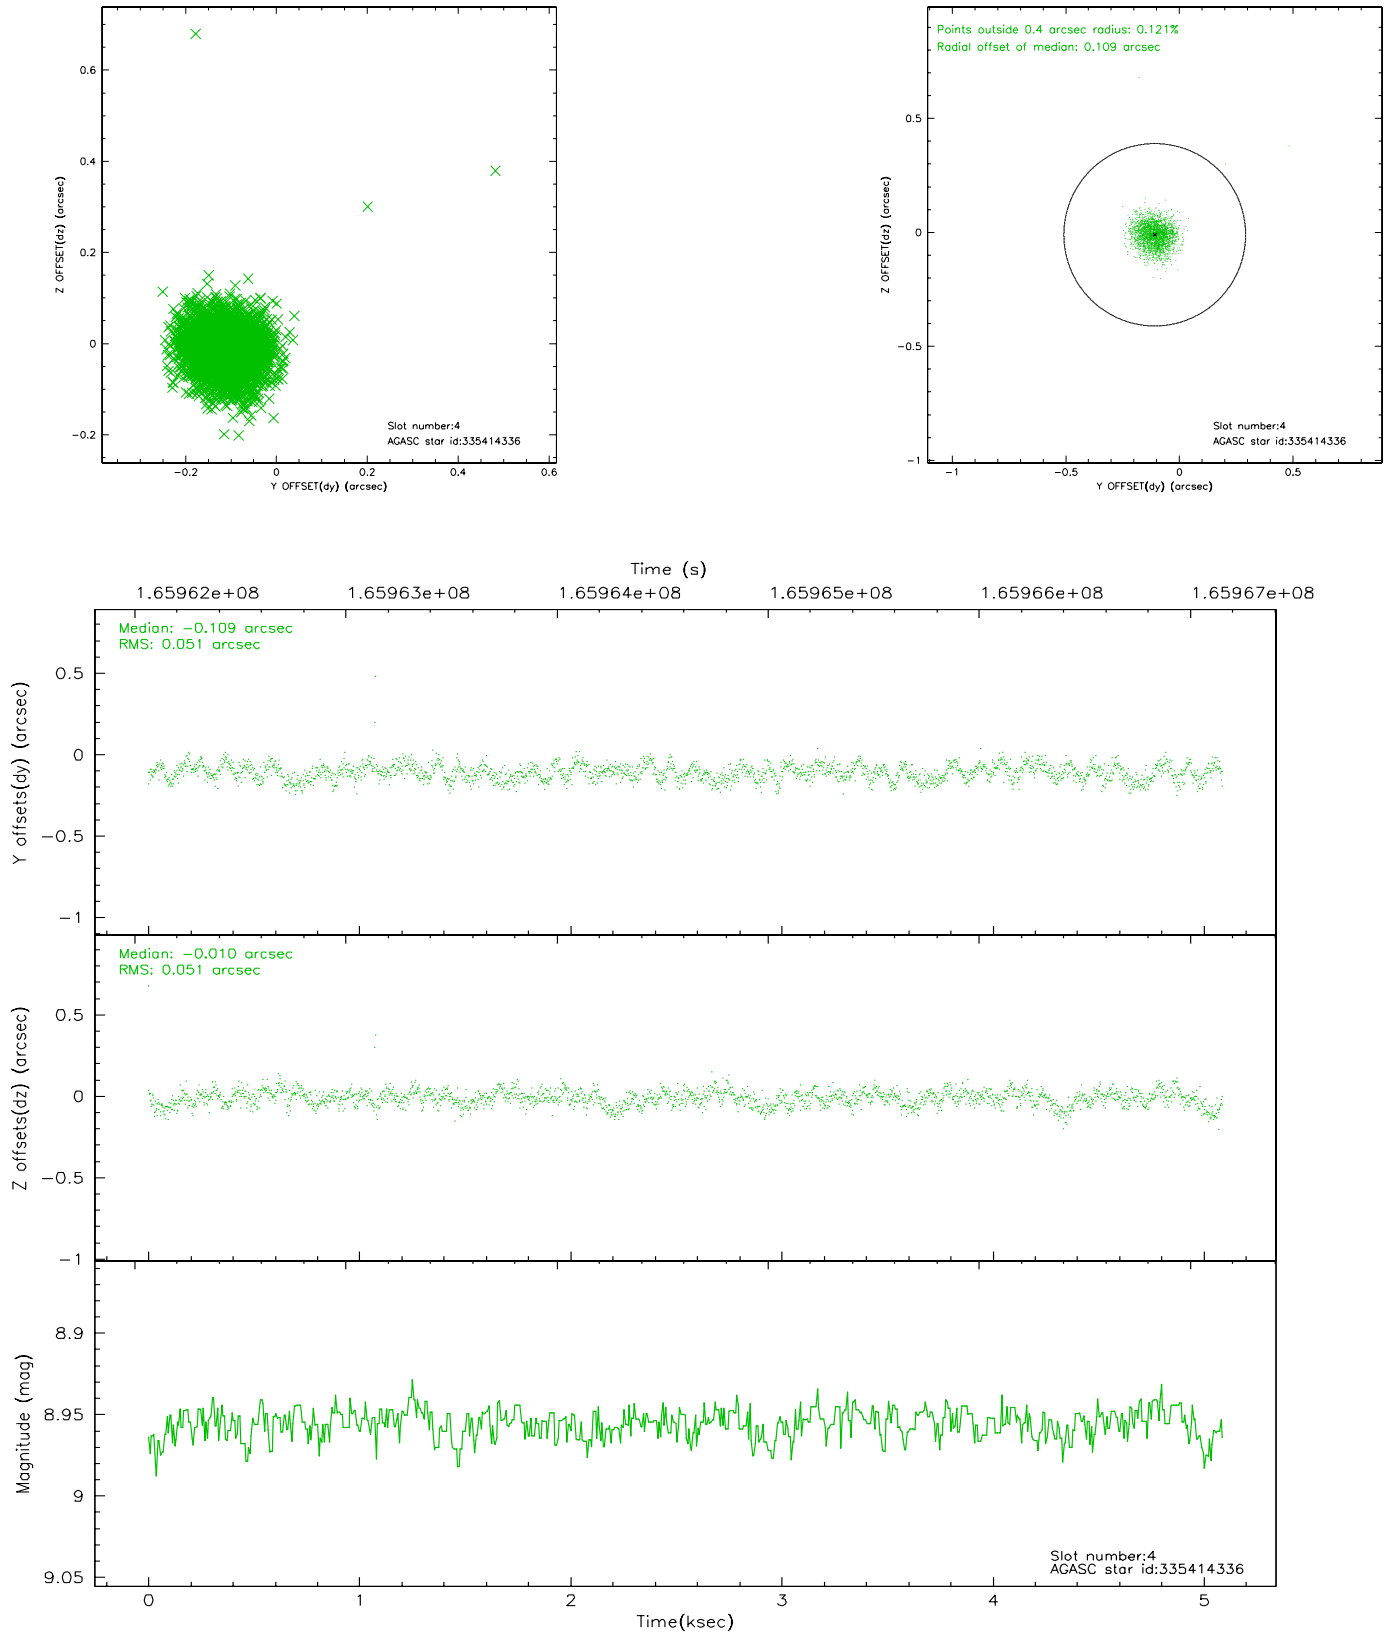 0.6
0.4
0.2
0
-0.2
Z OFFSET(dz) (arcsec)
Slot number:4
AGASC star id:335414336
-0.2 0 0.2 0.4 0.6
Y OFFSET(dy) (arcsec)
Points outside 0.4 arcsec radius: 0.121%
Radial offset of median: 0.109 arcsec
0.5
0
-0.5
-1
Z OFFSET(dz) (arcsec)
Slot number:4
AGASC star id:335414336
-1 -0.5 0 0.5
Y OFFSET(dy) (arcsec)
Time (s)
1.65962e+08 1.65963e+08 1.65964e+08 1.65965e+08 1.65966e+08 1.65967e+08
Median: -0.109 arcsec
RMS: 0.051 arcsec
0.5
0
-0.5
-1
Y offsets(dy) (arcsec)
Median: -0.010 arcsec
RMS: 0.051 arcsec
0.5
0
-0.5
-1
Z offsets(dz) (arcsec)
8.9
8.95
9
9.05
Magnitude (mag)
Slot number:4
AGASC star id:335414336
0 1 2 3 4 5
Time(ksec)